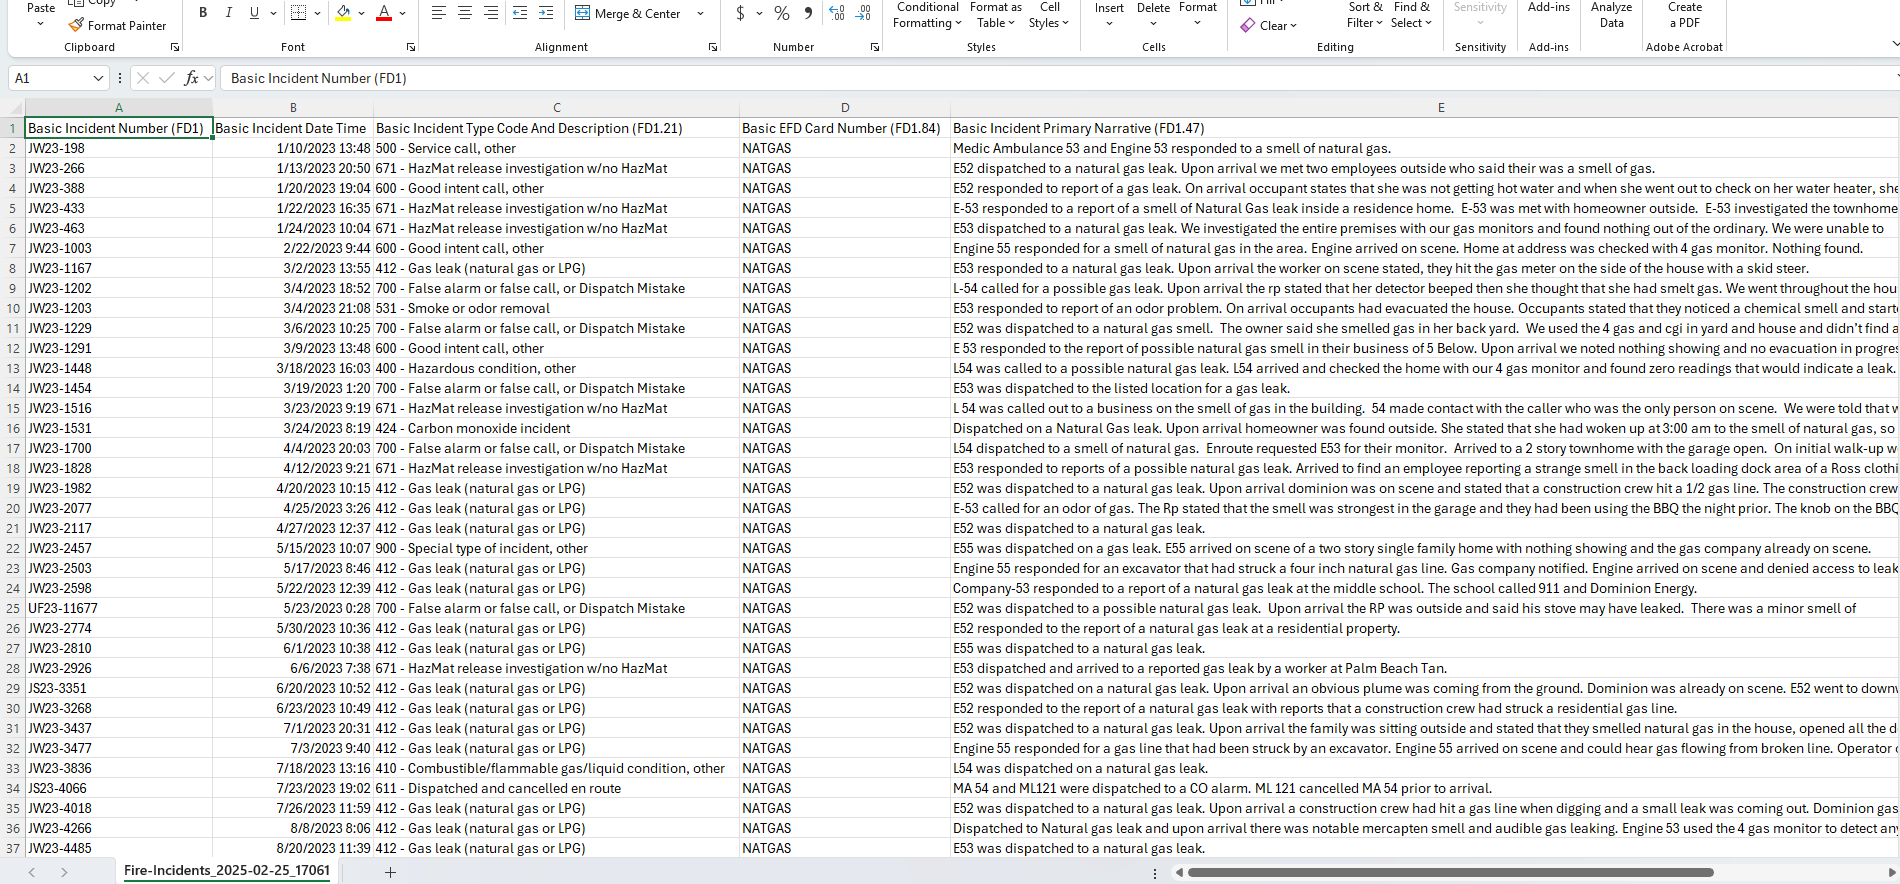 Paste
Copy
Format Painter
Clipboard
B I U
A
Font
Merge & Center
Alignment
$ % 9
Number
Conditional Formatting
Format as Table
Cell Styles
Styles
Insert
Delete
Format
Cells
Clear
Sort & Filter
Find & Select
Editing
Sensitivity
Sensitivity
Add-ins
Add-ins
Analyze Data
Create a PDF
Adobe Acrobat
A1 fx Basic Incident Number (FD1)
A B C D E
1 Basic Incident Number (FD1) Basic Incident Date Time Basic Incident Type Code And Description (FD1.21) Basic EFD Card Number (FD1.84) Basic Incident Primary Narrative (FD1.47)
2 JW23-198 1/10/2023 13:48 500 - Service call, other NATGAS Medic Ambulance 53 and Engine 53 responded to a smell of natural gas.
3 JW23-266 1/13/2023 20:50 671 - HazMat release investigation w/no HazMat NATGAS E52 dispatched to a natural gas leak. Upon arrival we met two employees outside who said their was a smell of gas.
4 JW23-388 1/20/2023 19:04 600 - Good intent call, other NATGAS E52 responded to report of a gas leak. On arrival occupant states that she was not getting hot water and when she went out to check on her water heater, she
5 JW23-433 1/22/2023 16:35 671 - HazMat release investigation w/no HazMat NATGAS E-53 responded to a report of a smell of Natural Gas leak inside a residence home. E-53 was met with homeowner outside. E-53 investigated the townhome
6 JW23-463 1/24/2023 10:04 671 - HazMat release investigation w/no HazMat NATGAS E53 dispatched to a natural gas leak. We investigated the entire premises with our gas monitors and found nothing out of the ordinary. We were unable to
7 JW23-1003 2/22/2023 9:44 600 - Good intent call, other NATGAS Engine 55 responded for a smell of natural gas in the area. Engine arrived on scene. Home at address was checked with 4 gas monitor. Nothing found.
8 JW23-1167 3/2/2023 13:55 412 - Gas leak (natural gas or LPG) NATGAS E53 responded to a natural gas leak. Upon arrival the worker on scene stated, they hit the gas meter on the side of the house with a skid steer.
9 JW23-1202 3/4/2023 18:52 700 - False alarm or false call, or Dispatch Mistake NATGAS L-54 called for a possible gas leak. Upon arrival the rp stated that her detector beeped then she thought that she had smelt gas. We went throughout the hou
10 JW23-1203 3/4/2023 21:08 531 - Smoke or odor removal NATGAS E53 responded to report of an odor problem. On arrival occupants had evacuated the house. Occupants stated that they noticed a chemical smell and start
11 JW23-1229 3/6/2023 10:25 700 - False alarm or false call, or Dispatch Mistake NATGAS E52 was dispatched to a natural gas smell. The owner said she smelled gas in her back yard. We used the 4 gas and cgi in yard and house and didn't find a
12 JW23-1291 3/9/2023 13:48 600 - Good intent call, other NATGAS E 53 responded to the report of possible natural gas smell in their business of 5 Below. Upon arrival we noted nothing showing and no evacuation in progres
13 JW23-1448 3/18/2023 16:03 400 - Hazardous condition, other NATGAS L54 was called to a possible natural gas leak. L54 arrived and checked the home with our 4 gas monitor and found zero readings that would indicate a leak.
14 JW23-1454 3/19/2023 1:20 700 - False alarm or false call, or Dispatch Mistake NATGAS E53 was dispatched to the listed location for a gas leak.
15 JW23-1516 3/23/2023 9:19 671 - HazMat release investigation w/no HazMat NATGAS L 54 was called out to a business on the smell of gas in the building. 54 made contact with the caller who was the only person on scene. We were told that w
16 JW23-1531 3/24/2023 8:19 424 - Carbon monoxide incident NATGAS Dispatched on a Natural Gas leak. Upon arrival homeowner was found outside. She stated that she had woken up at 3:00 am to the smell of natural gas, so
17 JW23-1700 4/4/2023 20:03 700 - False alarm or false call, or Dispatch Mistake NATGAS L54 dispatched to a smell of natural gas. Enroute requested E53 for their monitor. Arrived to a 2 story townhome with the garage open. On initial walk-up w
18 JW23-1828 4/12/2023 9:21 671 - HazMat release investigation w/no HazMat NATGAS E53 responded to reports of a possible natural gas leak. Arrived to find an employee reporting a strange smell in the back loading dock area of a Ross clothi
19 JW23-1982 4/20/2023 10:15 412 - Gas leak (natural gas or LPG) NATGAS E52 was dispatched to a natural gas leak. Upon arrival dominion was on scene and stated that a construction crew hit a 1/2 gas line. The construction crew
20 JW23-2077 4/25/2023 3:26 412 - Gas leak (natural gas or LPG) NATGAS E-53 called for an odor of gas. The Rp stated that the smell was strongest in the garage and they had been using the BBQ the night prior. The knob on the BBQ
21 JW23-2117 4/27/2023 12:37 412 - Gas leak (natural gas or LPG) NATGAS E52 was dispatched to a natural gas leak.
22 JW23-2457 5/15/2023 10:07 900 - Special type of incident, other NATGAS E55 was dispatched on a gas leak. E55 arrived on scene of a two story single family home with nothing showing and the gas company already on scene.
23 JW23-2503 5/17/2023 8:46 412 - Gas leak (natural gas or LPG) NATGAS Engine 55 responded for an excavator that had struck a four inch natural gas line. Gas company notified. Engine arrived on scene and denied access to leak
24 JW23-2598 5/22/2023 12:39 412 - Gas leak (natural gas or LPG) NATGAS Company-53 responded to a report of a natural gas leak at the middle school. The school called 911 and Dominion Energy.
25 UF23-11677 5/23/2023 0:28 700 - False alarm or false call, or Dispatch Mistake NATGAS E52 was dispatched to a possible natural gas leak. Upon arrival the RP was outside and said his stove may have leaked. There was a minor smell of
26 JW23-2774 5/30/2023 10:36 412 - Gas leak (natural gas or LPG) NATGAS E52 responded to the report of a natural gas leak at a residential property.
27 JW23-2810 6/1/2023 10:38 412 - Gas leak (natural gas or LPG) NATGAS E55 was dispatched to a natural gas leak.
28 JW23-2926 6/6/2023 7:38 671 - HazMat release investigation w/no HazMat NATGAS E53 dispatched and arrived to a reported gas leak by a worker at Palm Beach Tan.
29 JS23-3351 6/20/2023 10:52 412 - Gas leak (natural gas or LPG) NATGAS E52 was dispatched on a natural gas leak. Upon arrival an obvious plume was coming from the ground. Dominion was already on scene. E52 went to down
30 JW23-3268 6/23/2023 10:49 412 - Gas leak (natural gas or LPG) NATGAS E52 responded to the report of a natural gas leak with reports that a construction crew had struck a residential gas line.
31 JW23-3437 7/1/2023 20:31 412 - Gas leak (natural gas or LPG) NATGAS E52 was dispatched to a natural gas leak. Upon arrival the family was sitting outside and stated that they smelled natural gas in the house, opened all the d
32 JW23-3477 7/3/2023 9:40 412 - Gas leak (natural gas or LPG) NATGAS Engine 55 responded for a gas line that had been struck by an excavator. Engine 55 arrived on scene and could hear gas flowing from broken line. Operator
33 JW23-3836 7/18/2023 13:16 410 - Combustible/flammable gas/liquid condition, other NATGAS L54 was dispatched on a natural gas leak.
34 JS23-4066 7/23/2023 19:02 611 - Dispatched and cancelled en route NATGAS MA 54 and ML121 were dispatched to a CO alarm. ML 121 cancelled MA 54 prior to arrival.
35 JW23-4018 7/26/2023 11:59 412 - Gas leak (natural gas or LPG) NATGAS E52 was dispatched to a natural gas leak. Upon arrival a construction crew had hit a gas line when digging and a small leak was coming out. Dominion gas
36 JW23-4266 8/8/2023 8:06 412 - Gas leak (natural gas or LPG) NATGAS Dispatched to Natural gas leak and upon arrival there was notable mercapten smell and audible gas leaking. Engine 53 used the 4 gas monitor to detect any
37 JW23-4485 8/20/2023 11:39 412 - Gas leak (natural gas or LPG) NATGAS E53 was dispatched to a natural gas leak.
Fire-Incidents_2025-02-25_17061